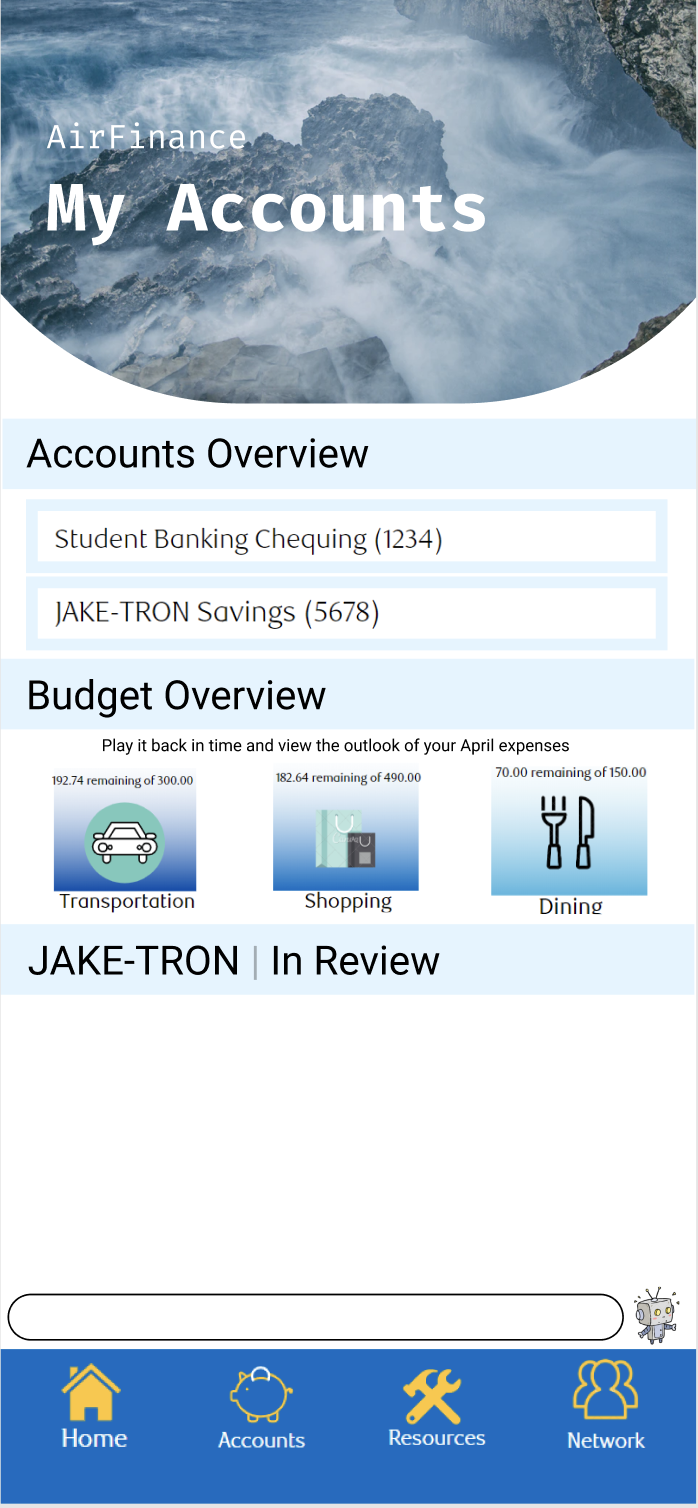 AirFinance
My Accounts
Accounts Overview
Student Banking Chequing (1234)
JAKE-TRON Savings (5678)
Budget Overview
Play it back in time and view the outlook of your April expenses
192.74 remaining of 300.00
182.64 remaining of 490.00
70.00 remaining of 150.00
Transportation
Shopping
Dining
JAKE-TRON | In Review
Home
Accounts
Resources
Network